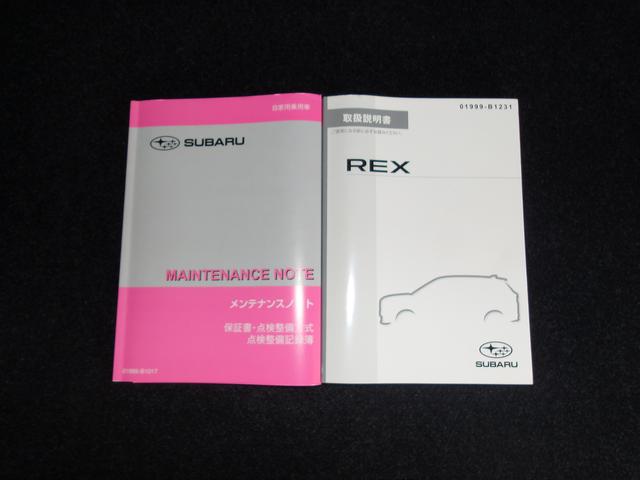 自家用乗用車
SUBARU
MAINTENANCE NOTE
メンテナンスノート
保証書・点検整備方式
点検整備記録簿
01999-B1017
01999-B1231
取扱説明書
REX
SUBARU